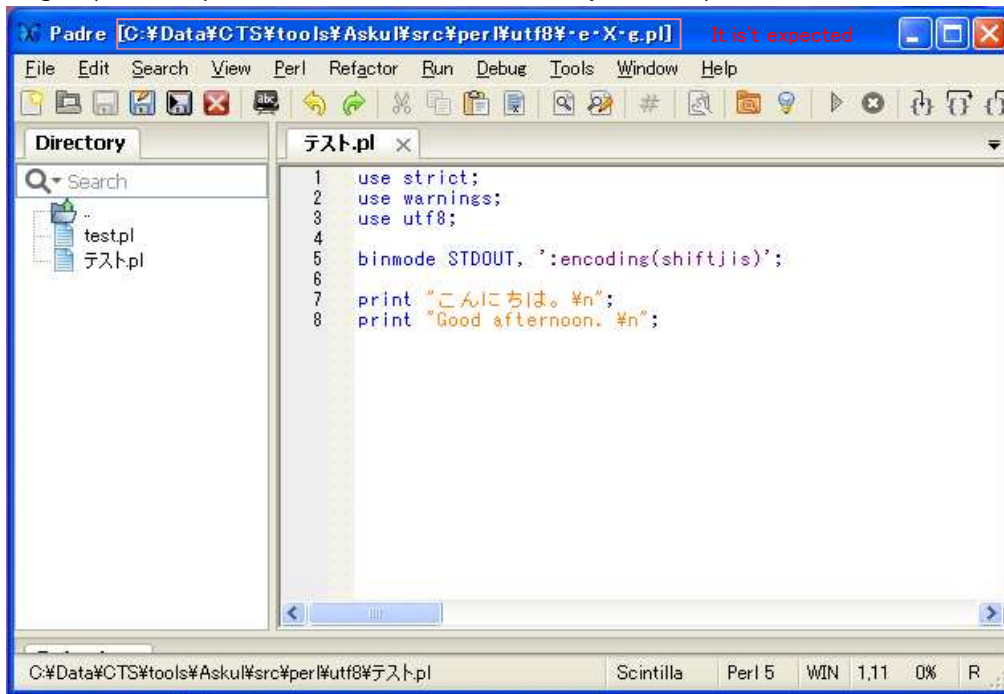 Padre [C:¥Data¥CTS¥tools¥Askul¥src¥perl¥utf8¥・e・X・g.pl] It is't expected
File Edit Search View Perl Refactor Run Debug Tools Window Help
Directory
テスト.pl
Search
..
test.pl
テスト.pl
1 use strict;
2 use warnings;
3 use utf8;
4
5 binmode STDOUT, ':encoding(shiftjis)';
6
7 print "こんにちは。¥n";
8 print "Good afternoon. ¥n";
C:¥Data¥CTS¥tools¥Askul¥src¥perl¥utf8¥テスト.pl Scintilla Perl 5 WIN 1,11 0% R